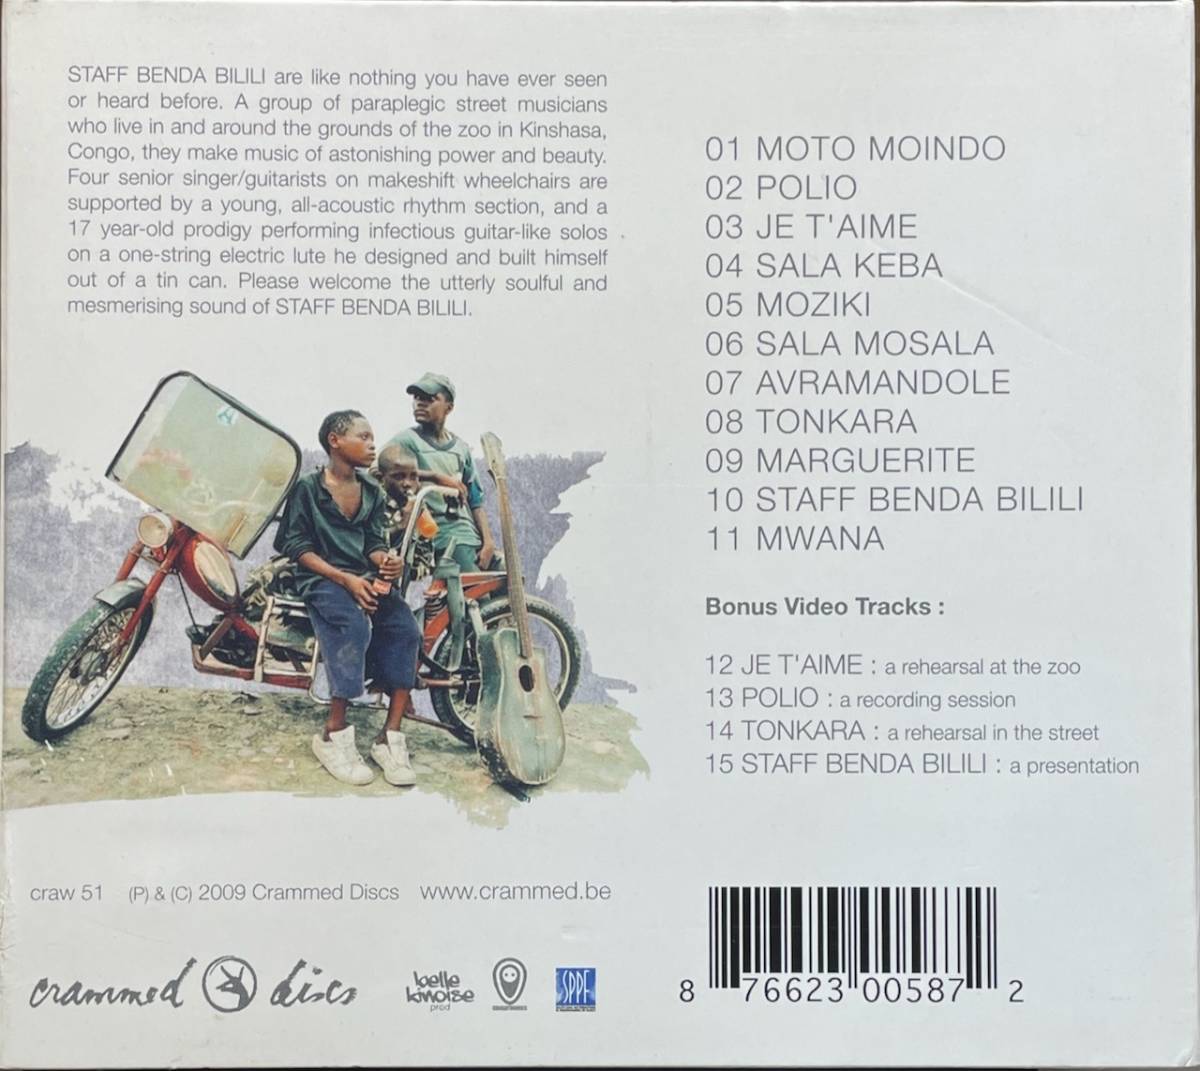 STAFF BENDA BILILI are like nothing you have ever seen
or heard before. A group of paraplegic street musicians
who live in and around the grounds of the zoo in Kinshasa,
Congo, they make music of astonishing power and beauty.
Four senior singer/guitarists on makeshift wheelchairs are
supported by a young, all-acoustic rhythm section, and a
17 year-old prodigy performing infectious guitar-like solos
on a one-string electric lute he designed and built himself
out of a tin can. Please welcome the utterly soulful and
mesmerising sound of STAFF BENDA BILILI.
01 MOTO MOINDO
02 POLIO
03 JE T'AIME
04 SALA KEBA
05 MOZIKI
06 SALA MOSALA
07 AVRAMANDOLE
08 TONKARA
09 MARGUERITE
10 STAFF BENDA BILILI
11 MWANA
Bonus Video Tracks :
12 JE T'AIME : a rehearsal at the zoo
13 POLIO : a recording session
14 TONKARA : a rehearsal in the street
15 STAFF BENDA BILILI : a presentation
craw 51 (P) & (C) 2009 Crammed Discs www.crammed.be
crammed discs
belle
kinoise
prod
SPPF
8 76623 00587 2